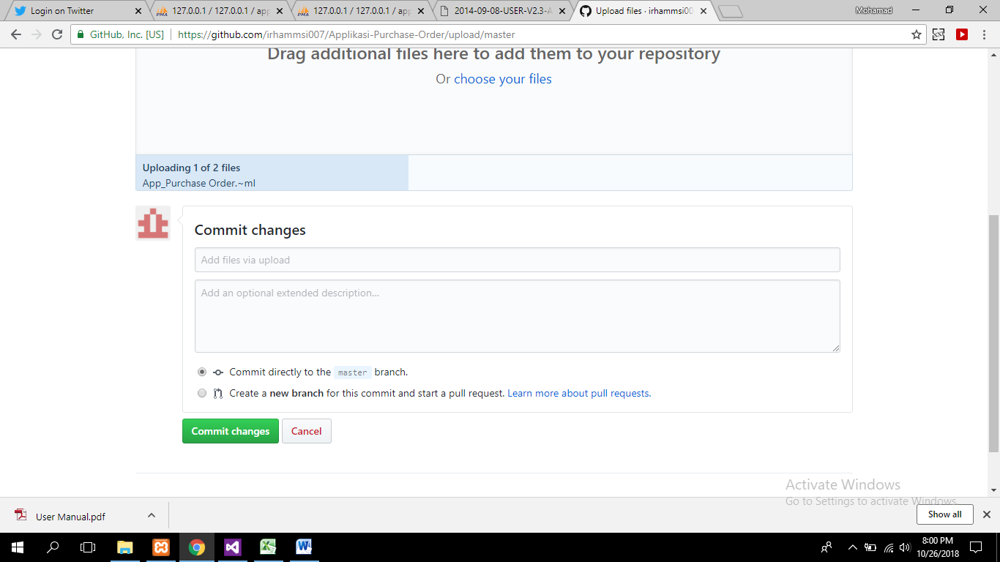 Login on Twitter
127.0.0.1 / 127.0.0.1 / app
127.0.0.1 / 127.0.0.1 / app
2014-09-08-USER-V2.3-A
Upload files · irhammsi00
Mohamad
GitHub, Inc. [US]
https://github.com/irhammsi007/Applikasi-Purchase-Order/upload/master
Drag additional files here to add them to your repository
Or choose your files
Uploading 1 of 2 files
App_Purchase Order.~ml
Commit changes
Add files via upload
Add an optional extended description...
Commit directly to the master branch.
Create a new branch for this commit and start a pull request. Learn more about pull requests.
Commit changes
Cancel
Activate Windows
Go to Settings to activate Windows.
User Manual.pdf
Show all
8:00 PM
10/26/2018